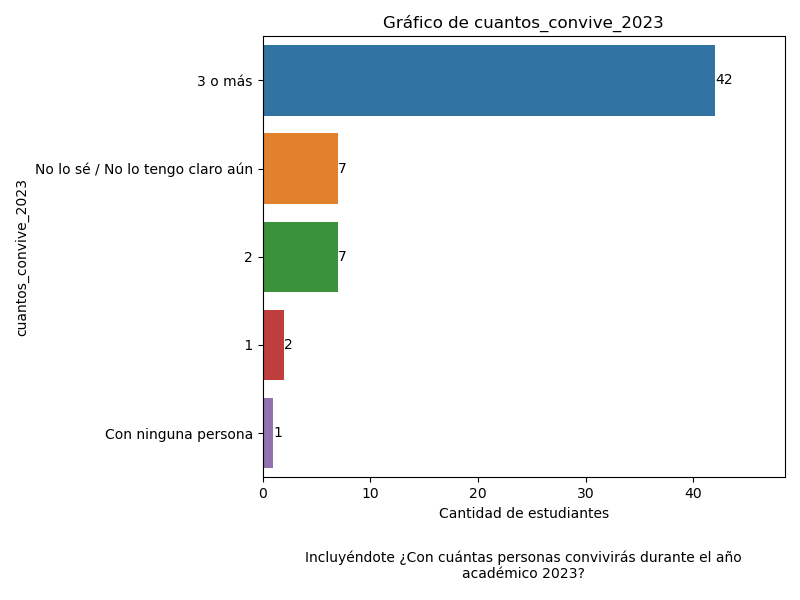 Gráfico de cuantos_convive_2023
3 o más
42
No lo sé / No lo tengo claro aún
7
2
7
1
2
Con ninguna persona
1
cuantos_convive_2023
0 10 20 30 40
Cantidad de estudiantes
Incluyéndote ¿Con cuántas personas convivirás durante el año
académico 2023?